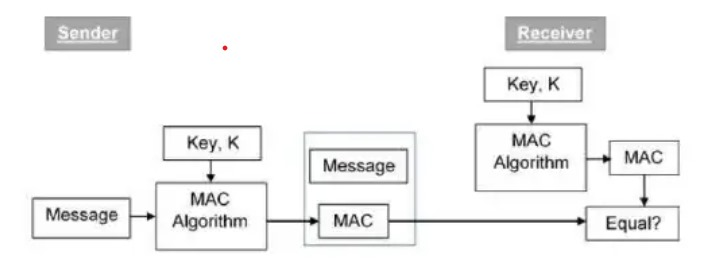 Sender
Receiver
Key, K
MAC
Algorithm
MAC
Key, K
Message
Message
MAC
Algorithm
MAC
Equal?